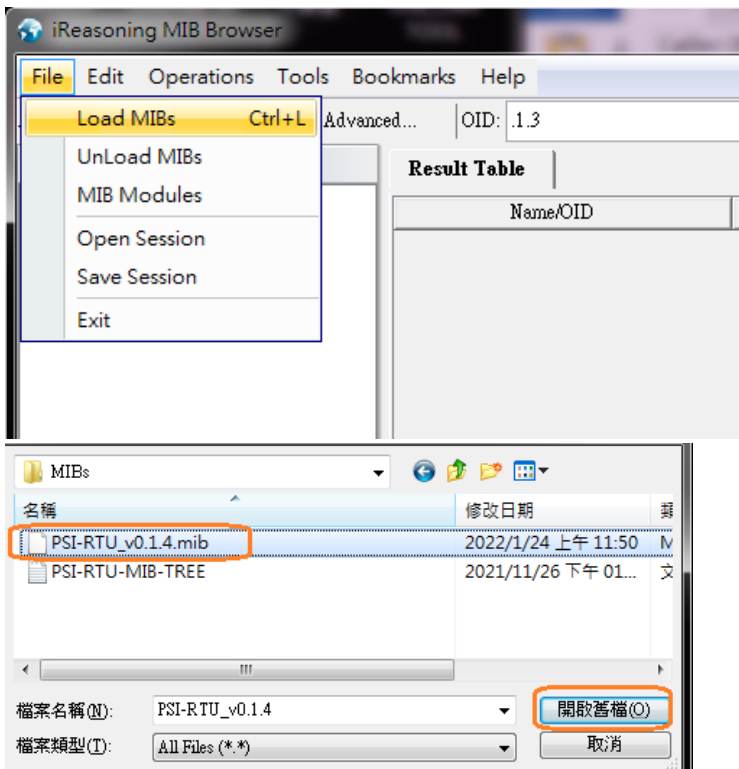 iReasoning MIB Browser
File Edit Operations Tools Bookmarks Help
Load MIBs Ctrl+L Advanced... OID: .1.3
UnLoad MIBs
Result Table
MIB Modules
Name/OID
Open Session
Save Session
Exit
MIBs
名稱 修改日期 類
PSI-RTU_v0.1.4.mib 2022/1/24 上午 11:50 M
PSI-RTU-MIB-TREE 2021/11/26 下午 01... 文
檔案名稱(N): PSI-RTU_v0.1.4 開啟舊檔(O)
檔案類型(T): All Files (*.*) 取消